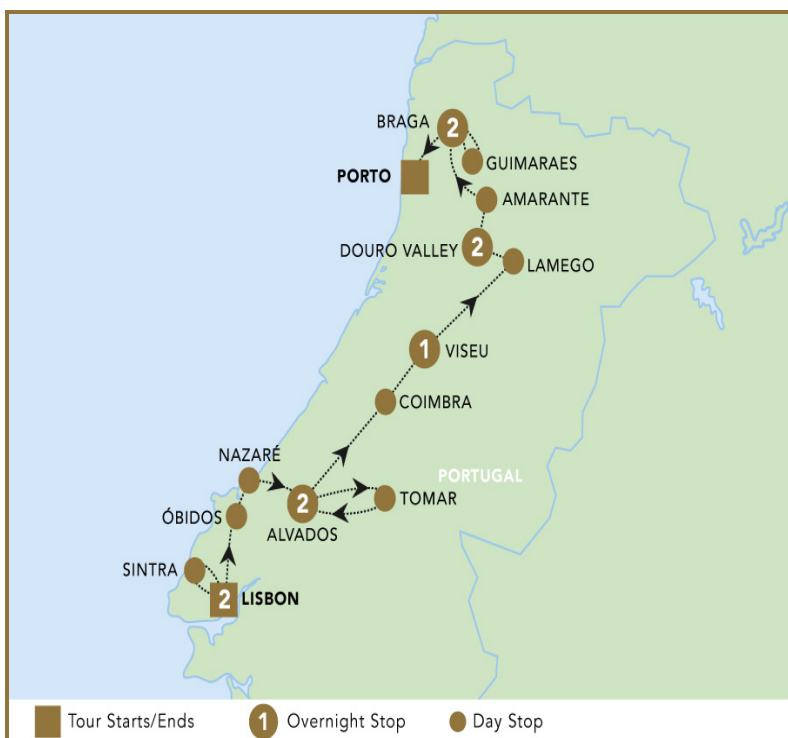 BRAGA
2
GUIMARAES
PORTO
AMARANTE
DOURO VALLEY
2
LAMEGO
1
VISEU
COIMBRA
NAZARÉ
PORTUGAL
2
TOMAR
ÓBIDOS
ALVADOS
SINTRA
2
LISBON
Tour Starts/Ends
1
Overnight Stop
Day Stop